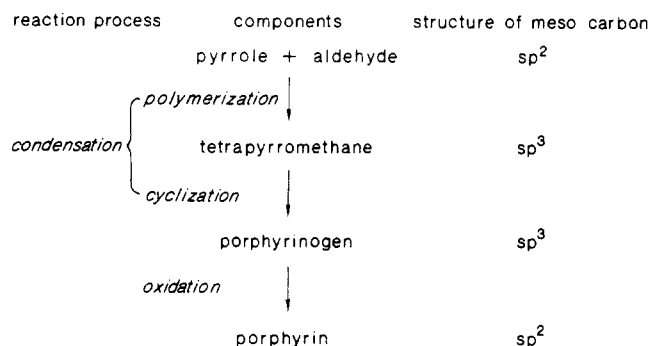 reaction process components structure of meso carbon
pyrrole + aldehyde sp²
polymerization
condensation tetrapyrromethane sp³
cyclization
porphyrinogen sp³
oxidation
porphyrin sp²